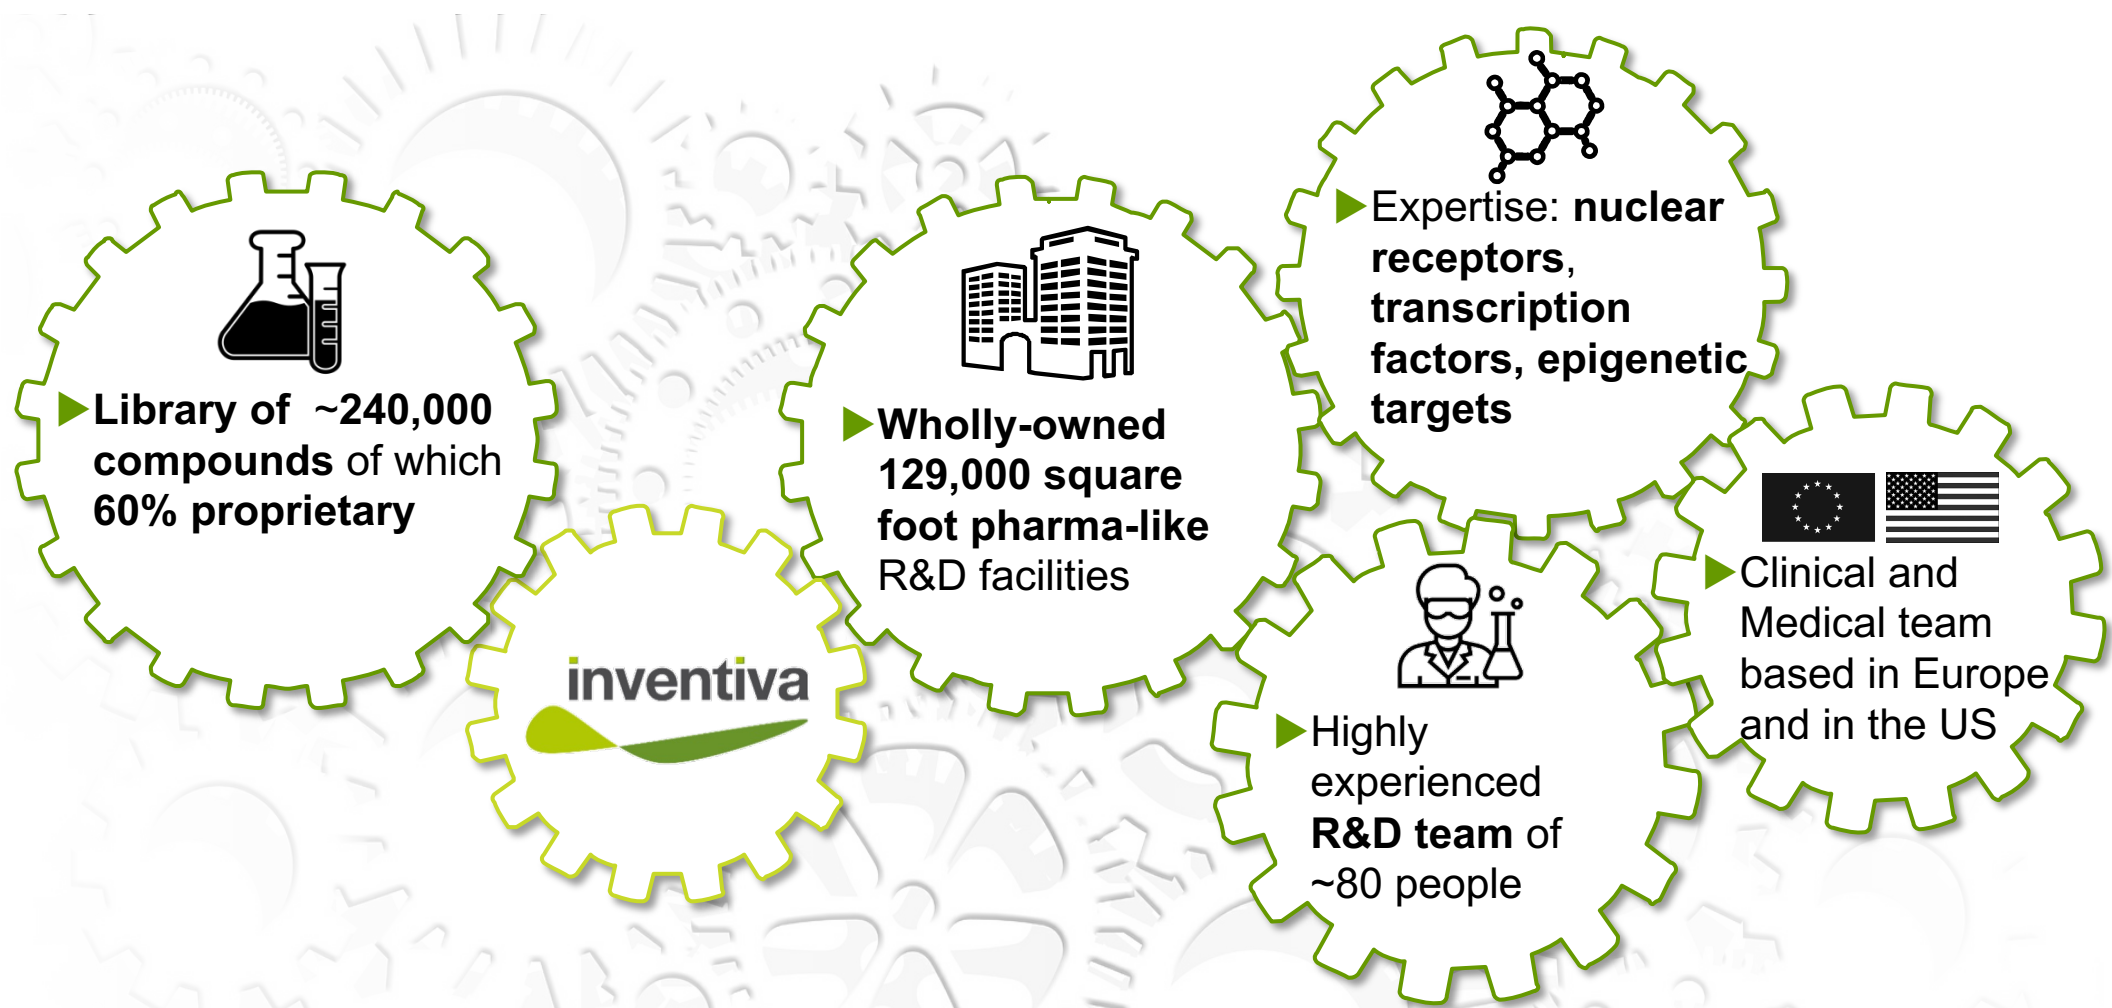 Library of ~240,000
compounds of which
60% proprietary
inventiva
Wholly-owned
129,000 square
foot pharma-like
R&D facilities
Expertise: nuclear
receptors,
transcription
factors, epigenetic
targets
Highly
experienced
R&D team of
~80 people
Clinical and
Medical team
based in Europe
and in the US